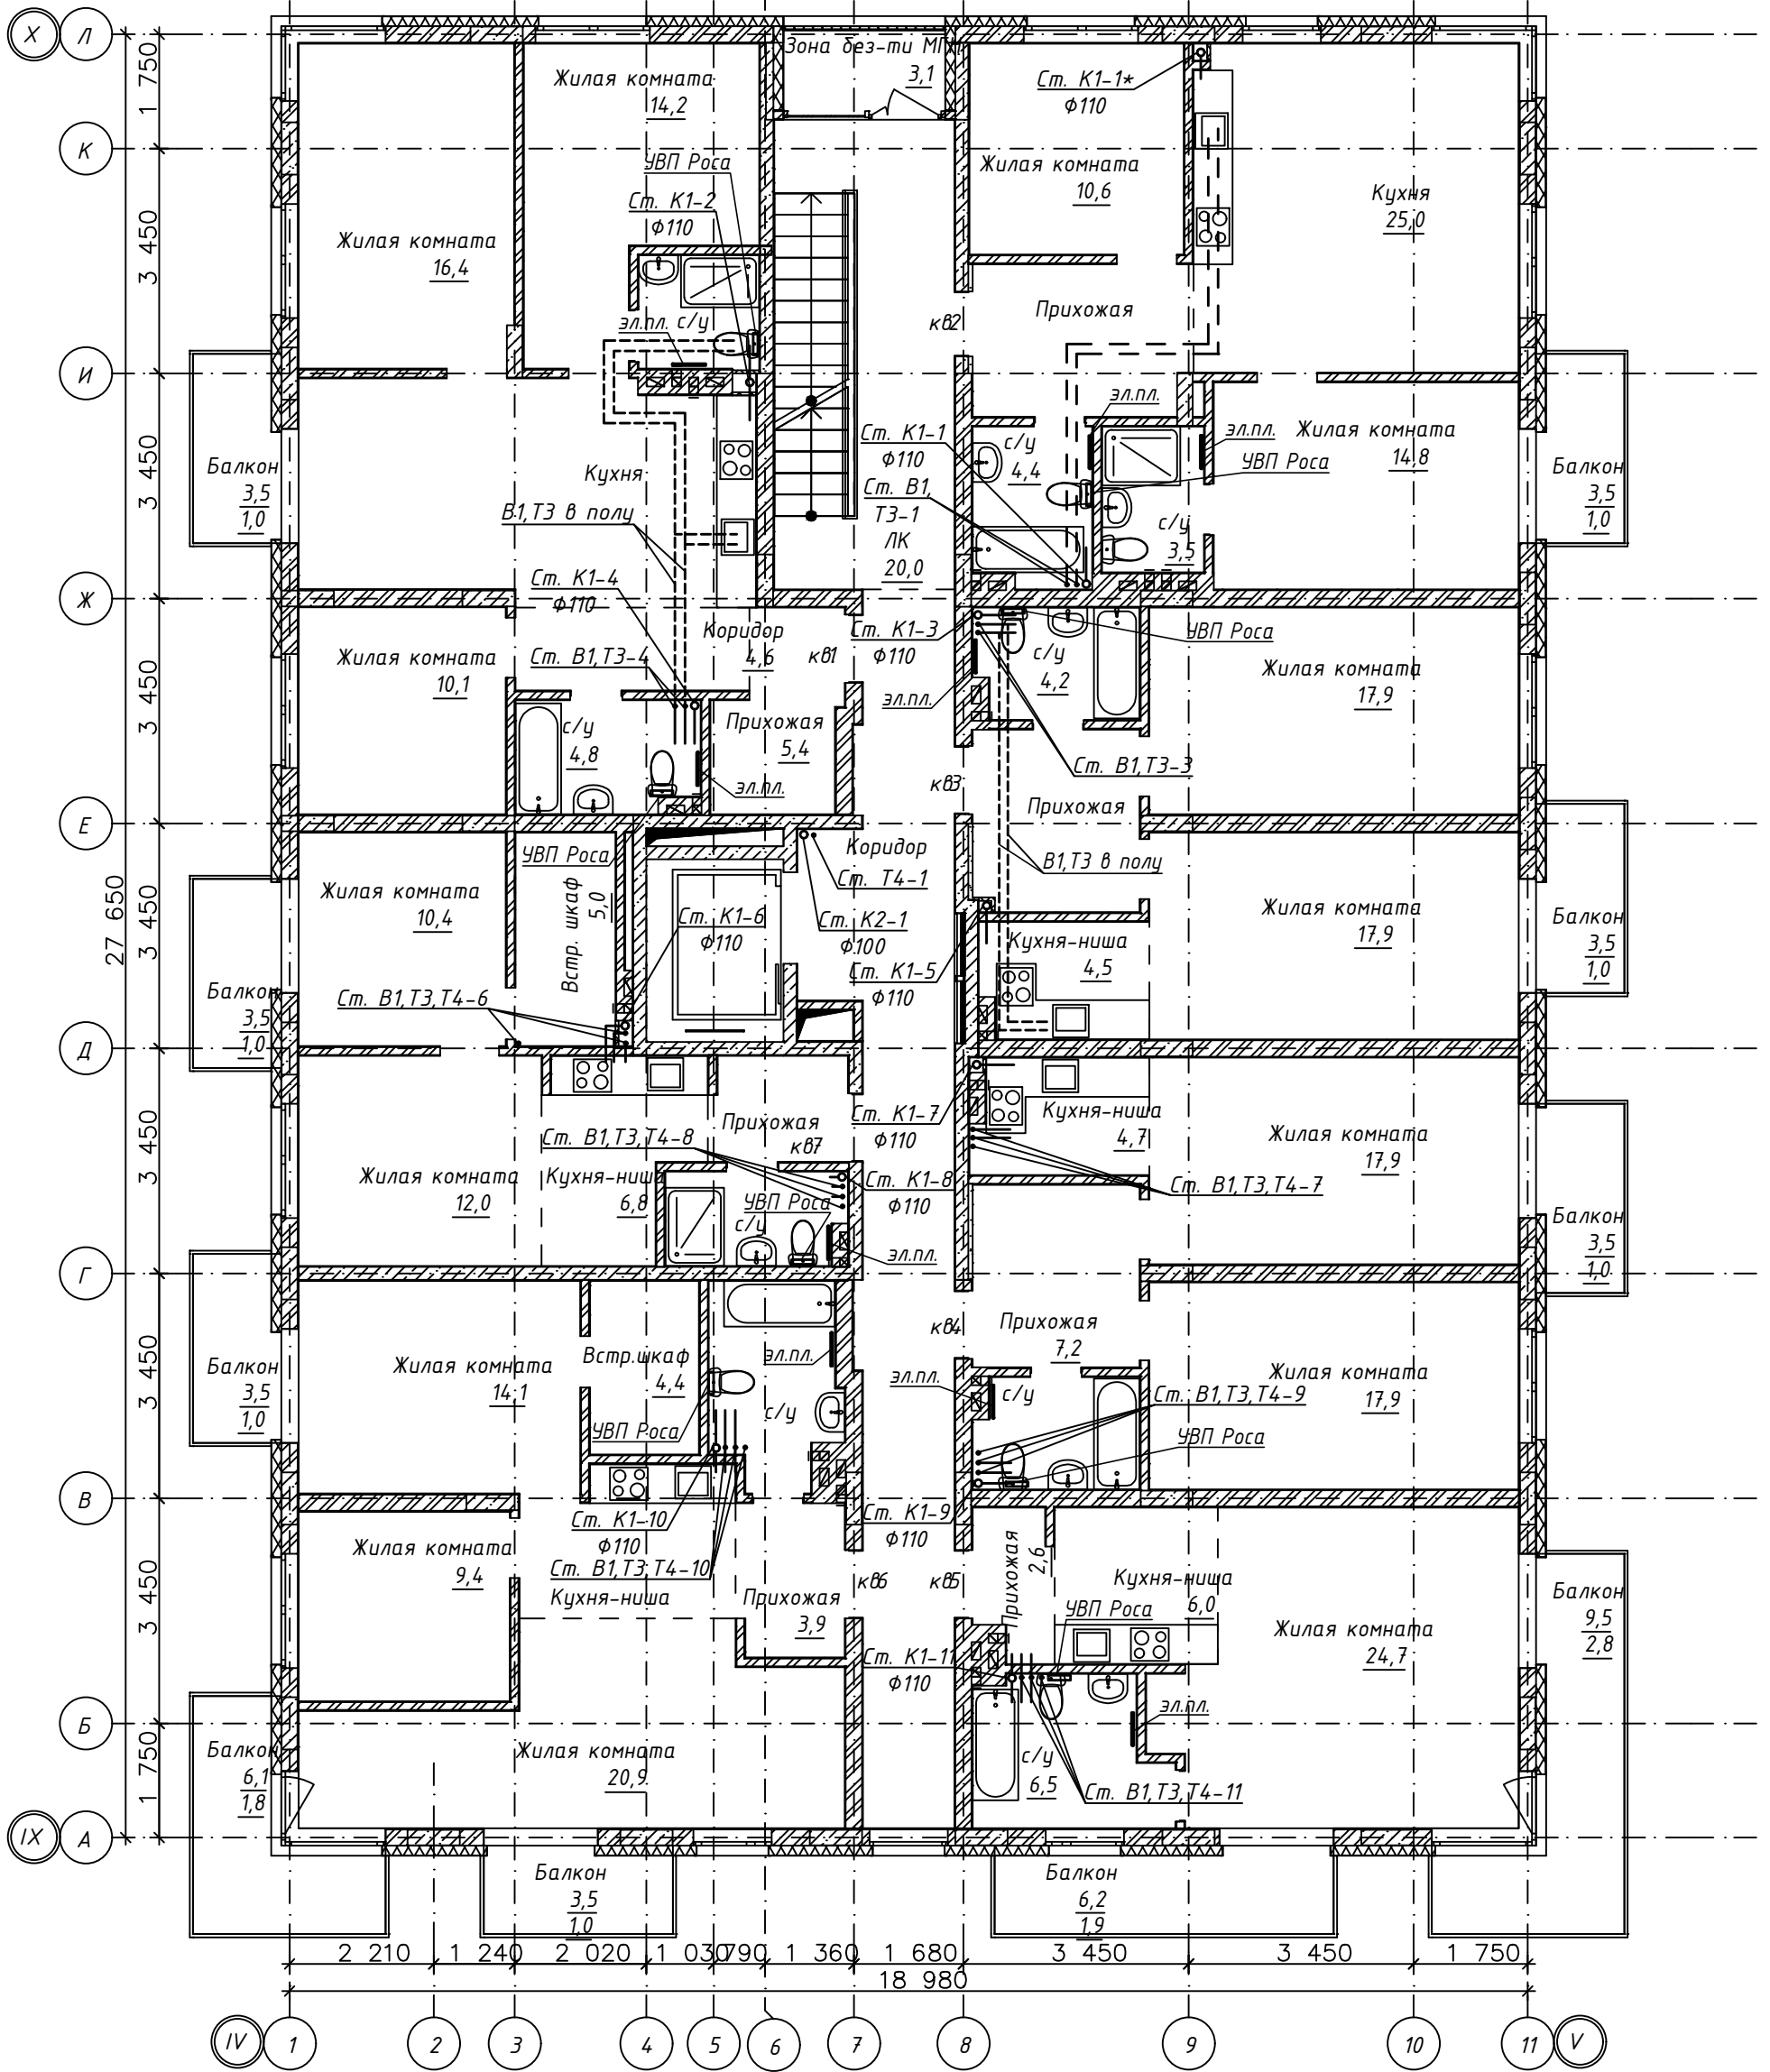 X
Л
К
И
Ж
Е
Д
Г
В
Б
IX
А
1 750
3 450
3 450
3 450
3 450
3 450
3 450
3 450
1 750
27 650
Зона без-ти МГН
3,1
Жилая комната
14,2
Ст. К1-1*
Ф110
УВП Роса
Жилая комната
10,6
Кухня
25,0
Ст. К1-2
Ф110
Жилая комната
16,4
эл.пл.
с/у
кв2
Прихожая
эл.пл.
Ст. К1-1
Ф110
с/у
4,4
эл.пл.
Жилая комната
14,8
УВП Роса
Балкон
3,5
1,0
Кухня
Ст. В1,
Т3-1
Балкон
3,5
1,0
В1,Т3 в полу
ЛК
20,0
с/у
3,5
Ст. К1-4
Ф110
Коридор
4,6
кв1
Ст. К1-3
Ф110
УВП Роса
Жилая комната
10,1
Ст. В1,Т3-4
с/у
4,2
Жилая комната
17,9
эл.пл.
Прихожая
5,4
с/у
4,8
Ст. В1,Т3-3
эл.пл.
кв3
Прихожая
УВП Роса
Коридор
В1,Т3 в полу
Жилая комната
10,4
Встр. шкаф
5,0
Ст. Т4-1
Ст. К1-6
Ф110
Ст. К2-1
Ф100
Кухня-ниша
4,5
Жилая комната
17,9
Балкон
3,5
1,0
Ст. К1-5
Ф110
Балкон
3,5
1,0
Ст. В1,Т3,Т4-6
Прихожая
кв7
Ст. К1-7
Ф110
Кухня-ниша
4,7
Жилая комната
17,9
Ст. В1,Т3,Т4-8
Жилая комната
12,0
Кухня-ниша
6,8
Ст. К1-8
Ф110
Ст. В1,Т3,Т4-7
УВП Роса
с/у
эл.пл.
Балкон
3,5
1,0
кв4
Прихожая
7,2
Балкон
3,5
1,0
Жилая комната
14,1
Встр.шкаф
4,4
эл.пл.
эл.пл.
с/у
Ст. В1,Т3,Т4-9
Жилая комната
17,9
УВП Роса
с/у
УВП Роса
Ст. К1-10
Ф110
Ст. К1-9
Ф110
Жилая комната
9,4
Ст. В1,Т3,Т4-10
Кухня-ниша
Прихожая
3,9
кв6
кв5
Прихожая
2,6
Кухня-ниша
6,0
УВП Роса
Балкон
9,5
2,8
Жилая комната
24,7
Ст. К1-11
Ф110
эл.пл.
Балкон
6,1
1,8
Жилая комната
20,9
с/у
6,5
Ст. В1,Т3,Т4-11
Балкон
3,5
1,0
Балкон
6,2
1,9
2 210
1 240
2 020
1 030
790
1 360
1 680
3 450
3 450
1 750
18 980
IV
1
2
3
4
5
6
7
8
9
10
11
V